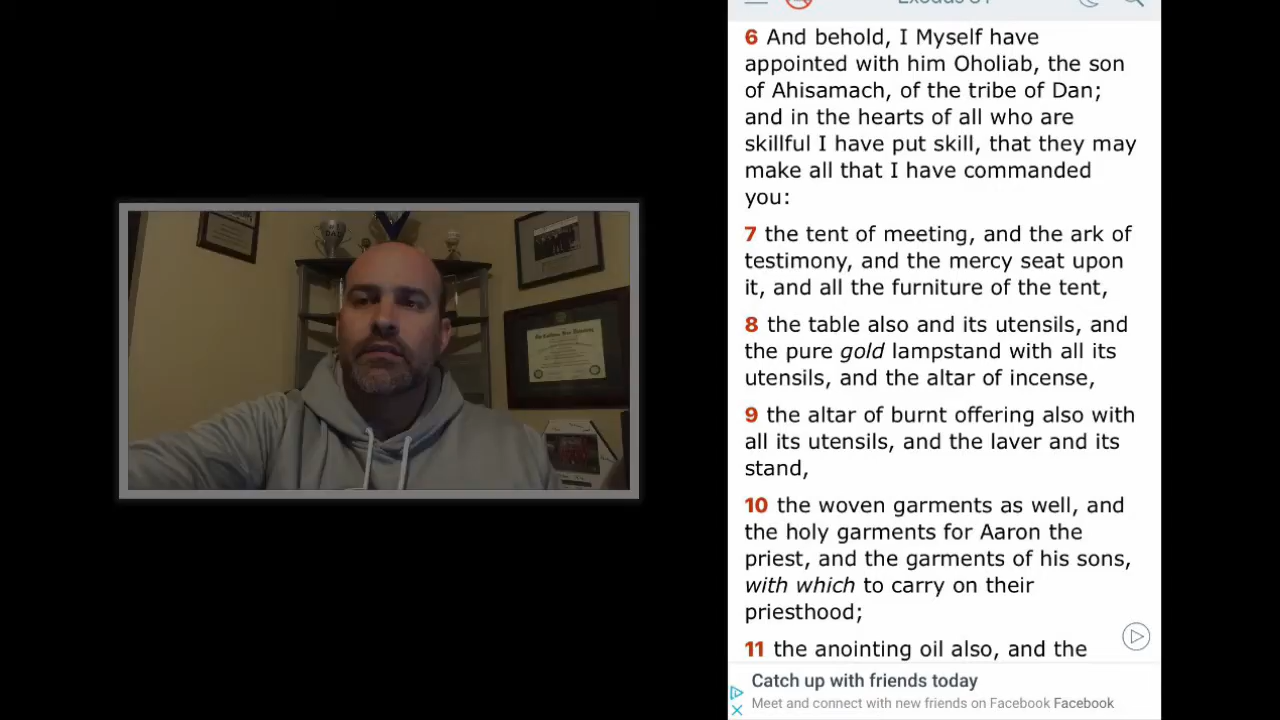 6 And behold, I Myself have
appointed with him Oholiab, the son
of Ahisamach, of the tribe of Dan;
and in the hearts of all who are
skillful I have put skill, that they may
make all that I have commanded
you:
7 the tent of meeting, and the ark of
testimony, and the mercy seat upon
it, and all the furniture of the tent,
8 the table also and its utensils, and
the pure gold lampstand with all its
utensils, and the altar of incense,
9 the altar of burnt offering also with
all its utensils, and the laver and its
stand,
10 the woven garments as well, and
the holy garments for Aaron the
priest, and the garments of his sons,
with which to carry on their
priesthood;
11 the anointing oil also, and the
Catch up with friends today
Meet and connect with new friends on Facebook Facebook